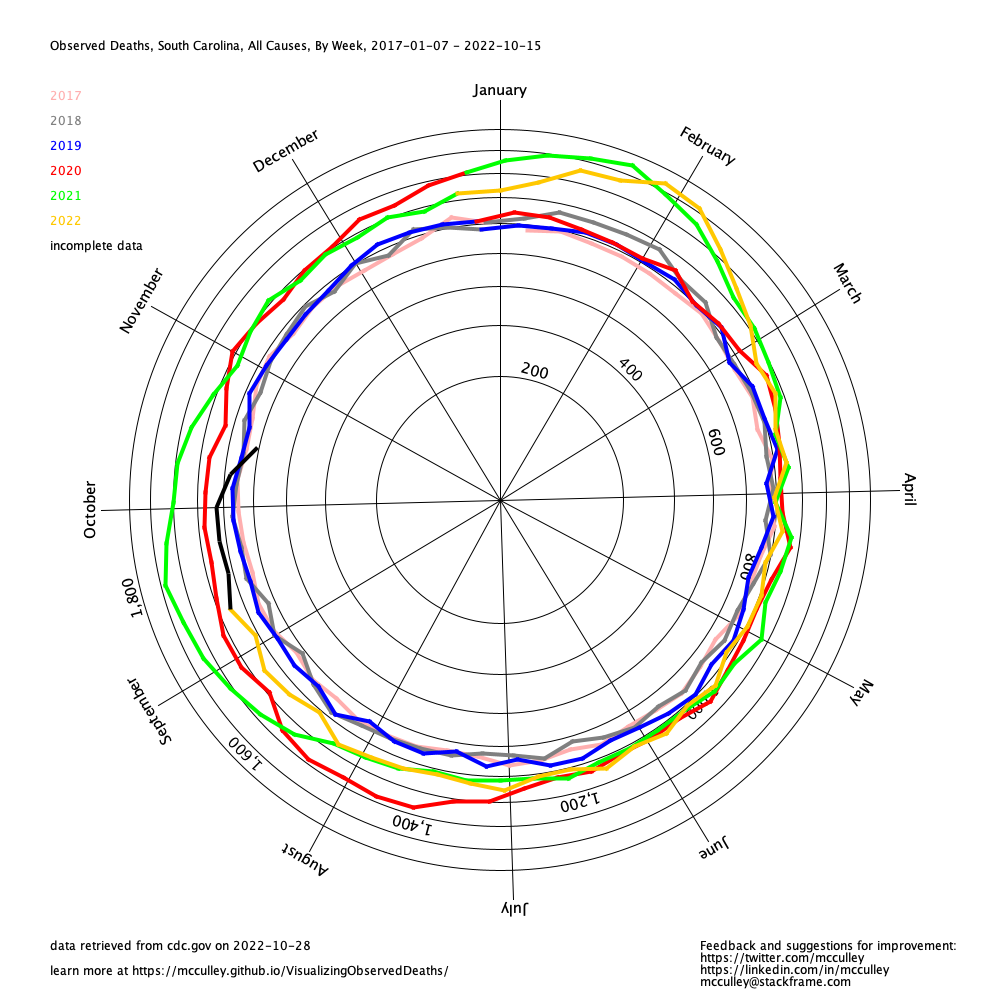 Observed Deaths, South Carolina, All Causes, By Week, 2017-01-07 - 2022-10-15
January
2017
2018
2019
2020
2021
2022
incomplete data
December
February
November
March
200
400
600
April
October
800
1,800
May
September
1,600
1,200
1,400
June
August
July
data retrieved from cdc.gov on 2022-10-28
learn more at https://mcculley.github.io/VisualizingObservedDeaths/
Feedback and suggestions for improvement:
https://twitter.com/mcculley
https://linkedin.com/in/mcculley
mcculley@stackframe.com